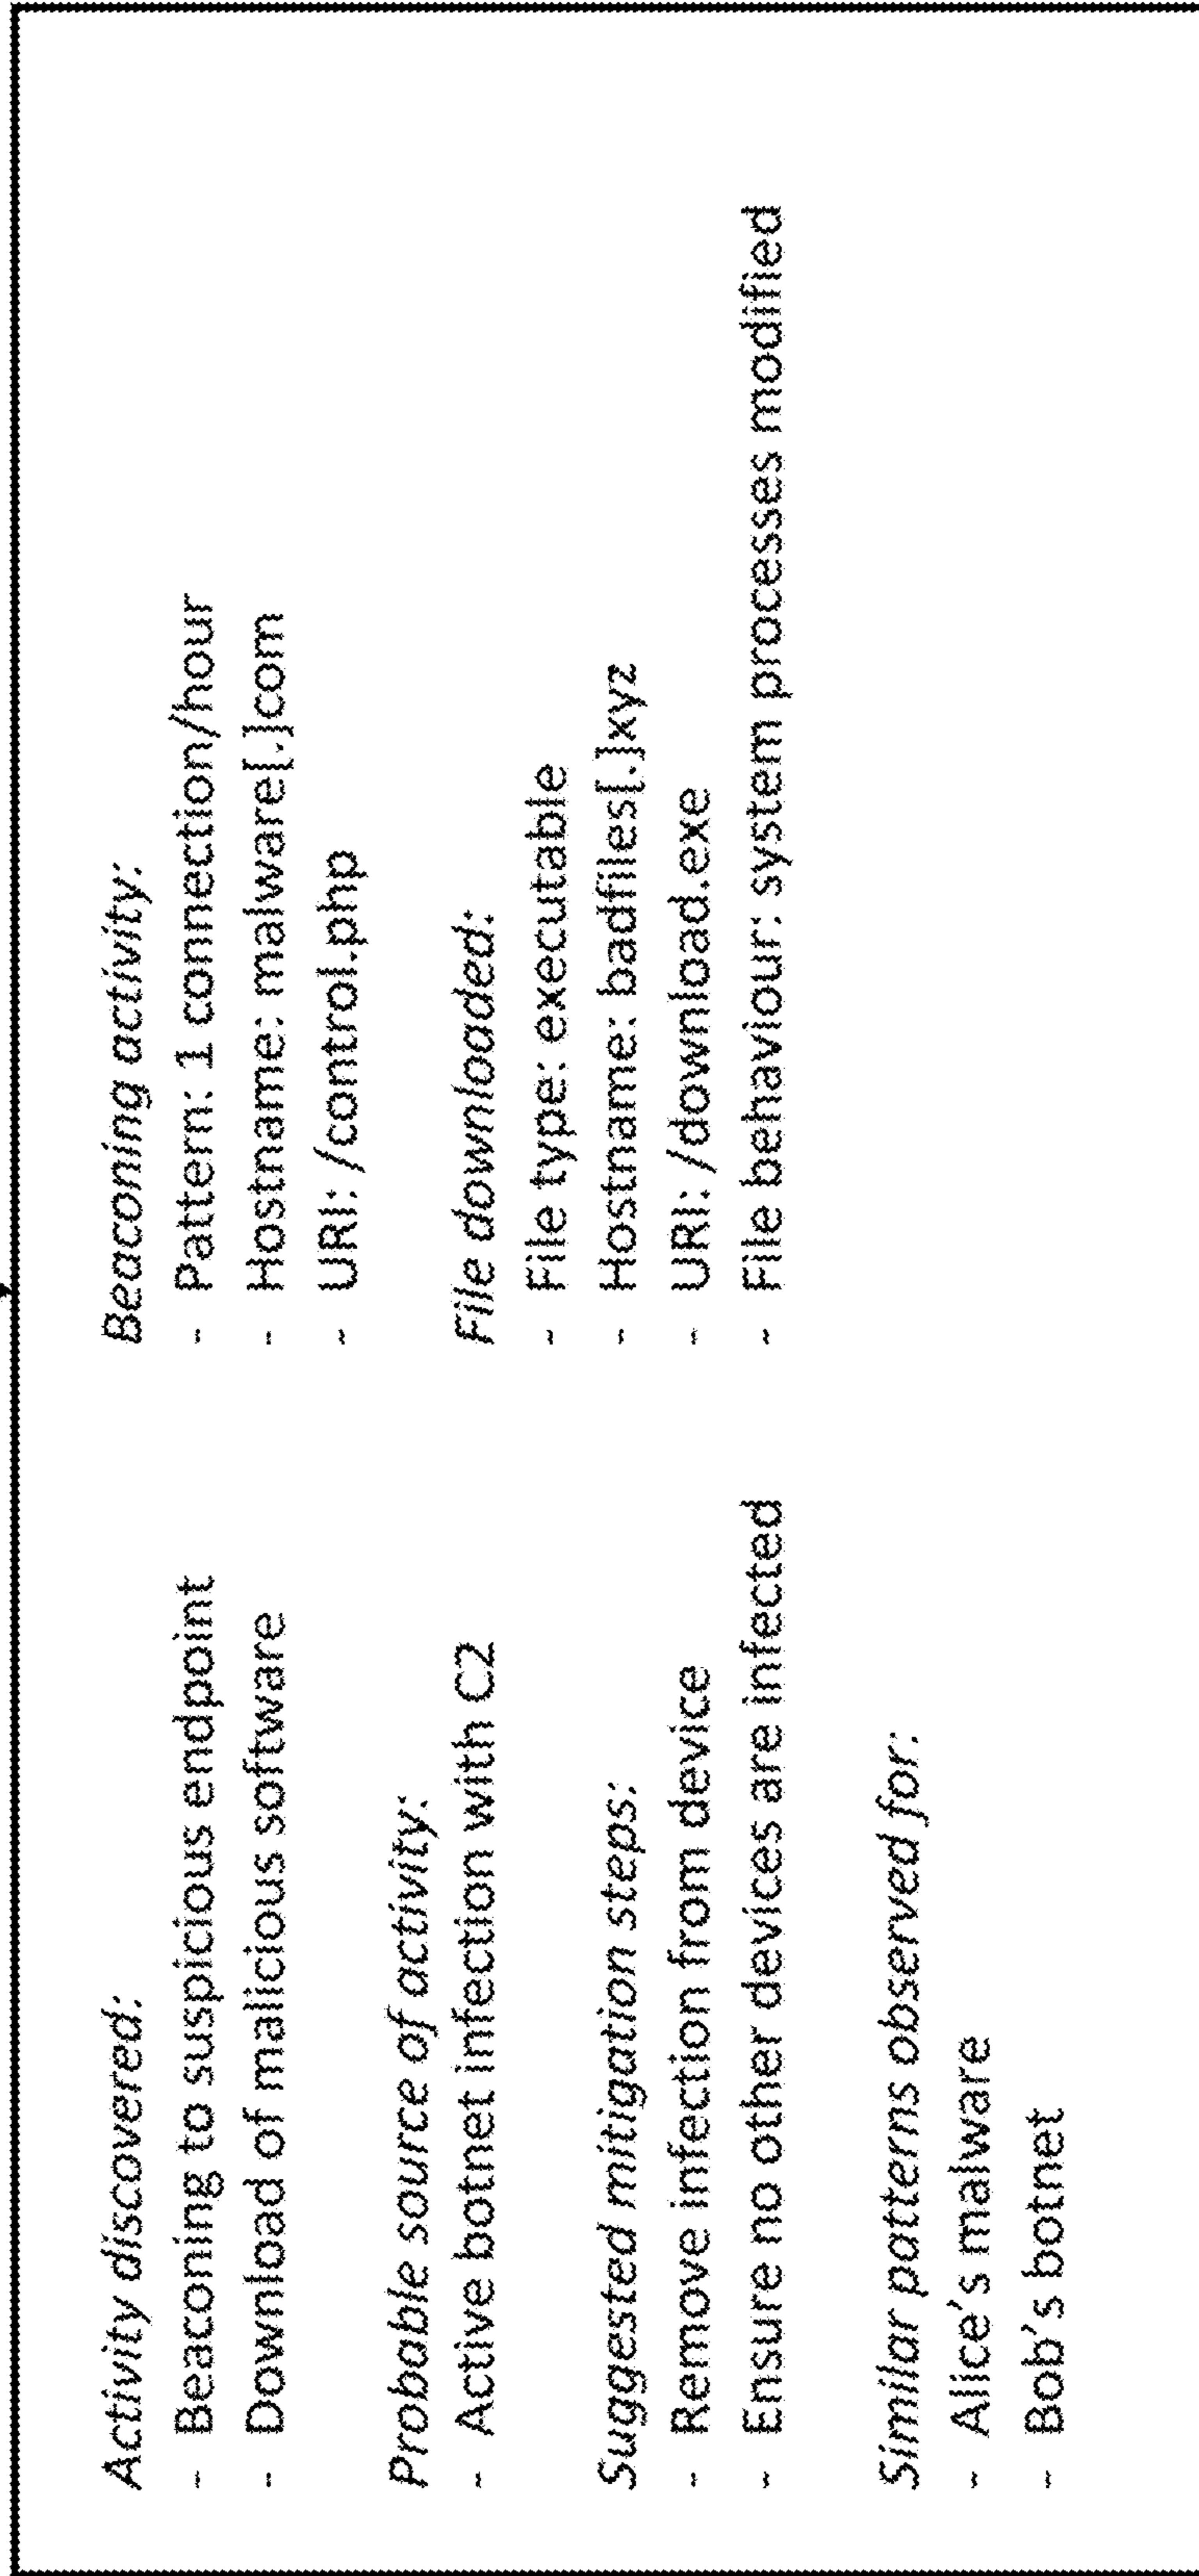 Activity discovered:
- Beaconing to suspicious endpoint
- Download of malicious software
Probable source of activity:
- Active botnet infection with C2
Suggested mitigation steps:
- Remove infection from device
- Ensure no other devices are infected
Similar patterns observed for:
- Alice's malware
- Bob's botnet
Beaconing activity:
- Pattern: 1 connection/hour
- Hostname: malware[.]com
- URI: /control.php
File downloaded:
- File type: executable
- Hostname: badfiles[.]xyz
- URI: /download.exe
- File behaviour: system processes modified